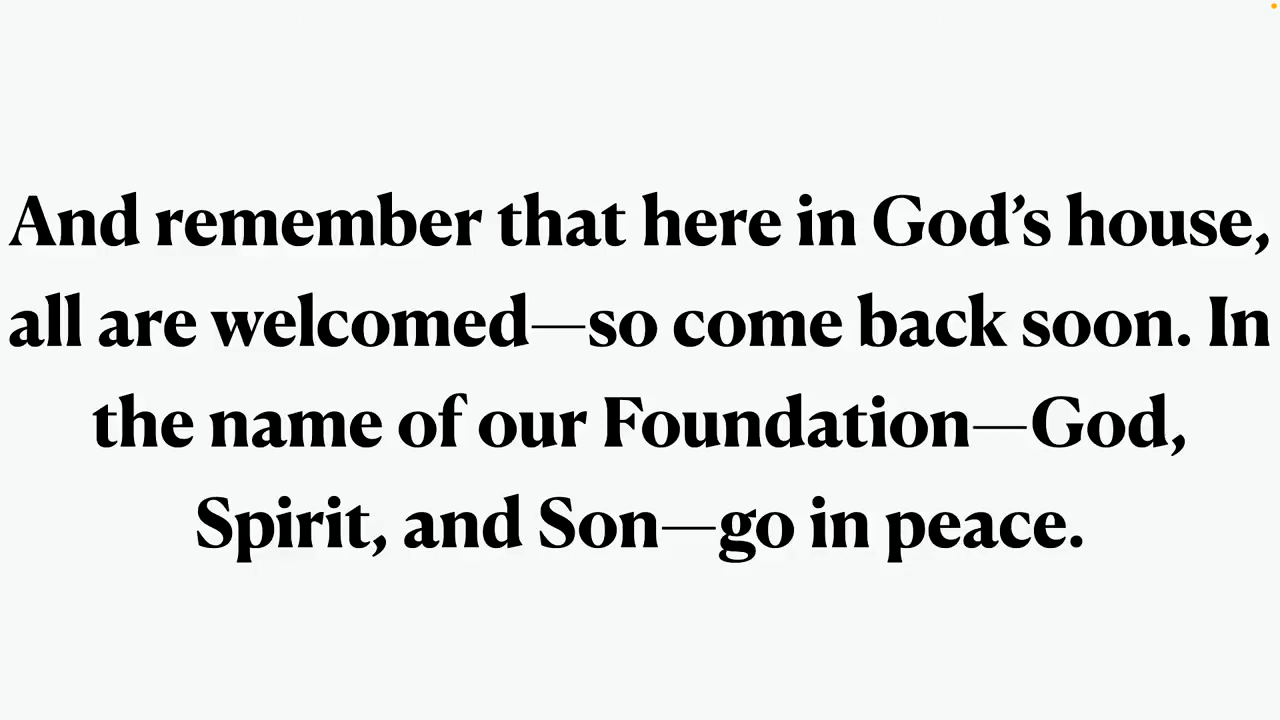 And remember that here in God’s house,
all are welcomed—so come back soon. In
the name of our Foundation—God,
Spirit, and Son—go in peace.